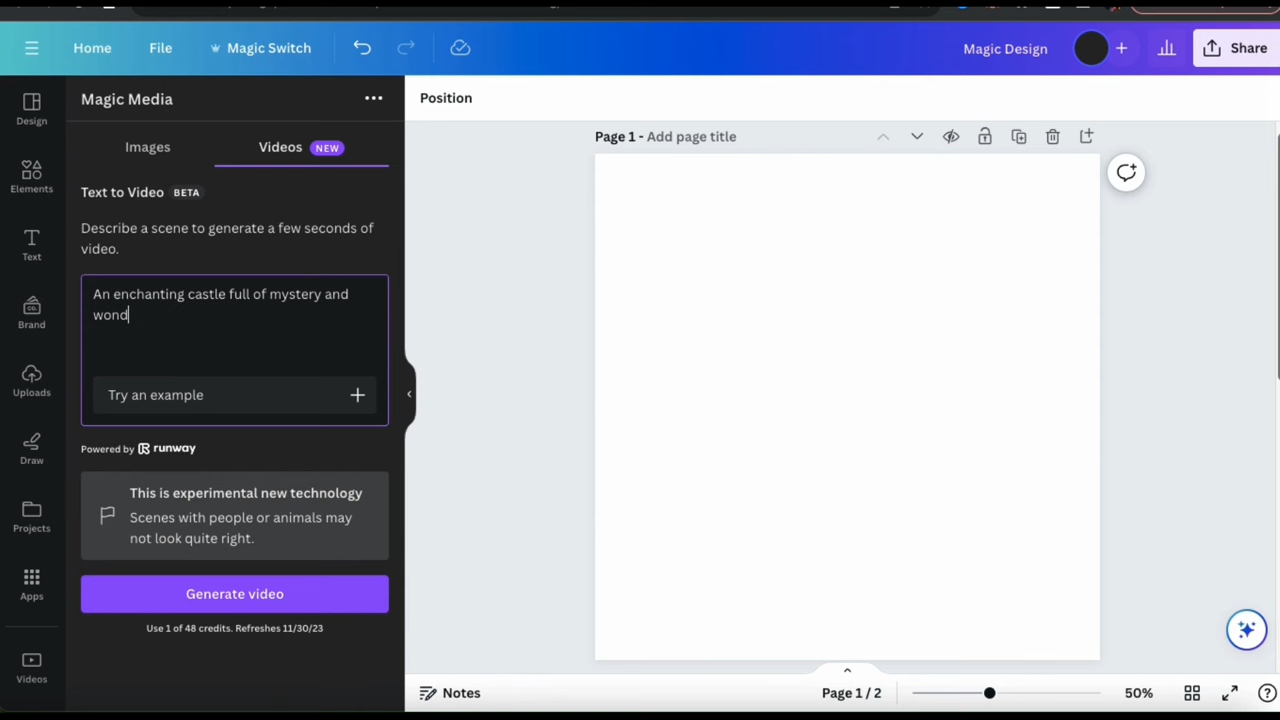 Home File Magic Switch Magic Design Share
Magic Media Position
Images Videos NEW
Page 1 - Add page title
Design
Elements
Text
Brand
CO.
Uploads
Draw
Projects
Apps
Videos
Text to Video BETA
Describe a scene to generate a few seconds of
video.
An enchanting castle full of mystery and
wond
Try an example
Powered by runway
This is experimental new technology
Scenes with people or animals may
not look quite right.
Generate video
Use 1 of 48 credits. Refreshes 11/30/23
Notes Page 1 / 2 50%